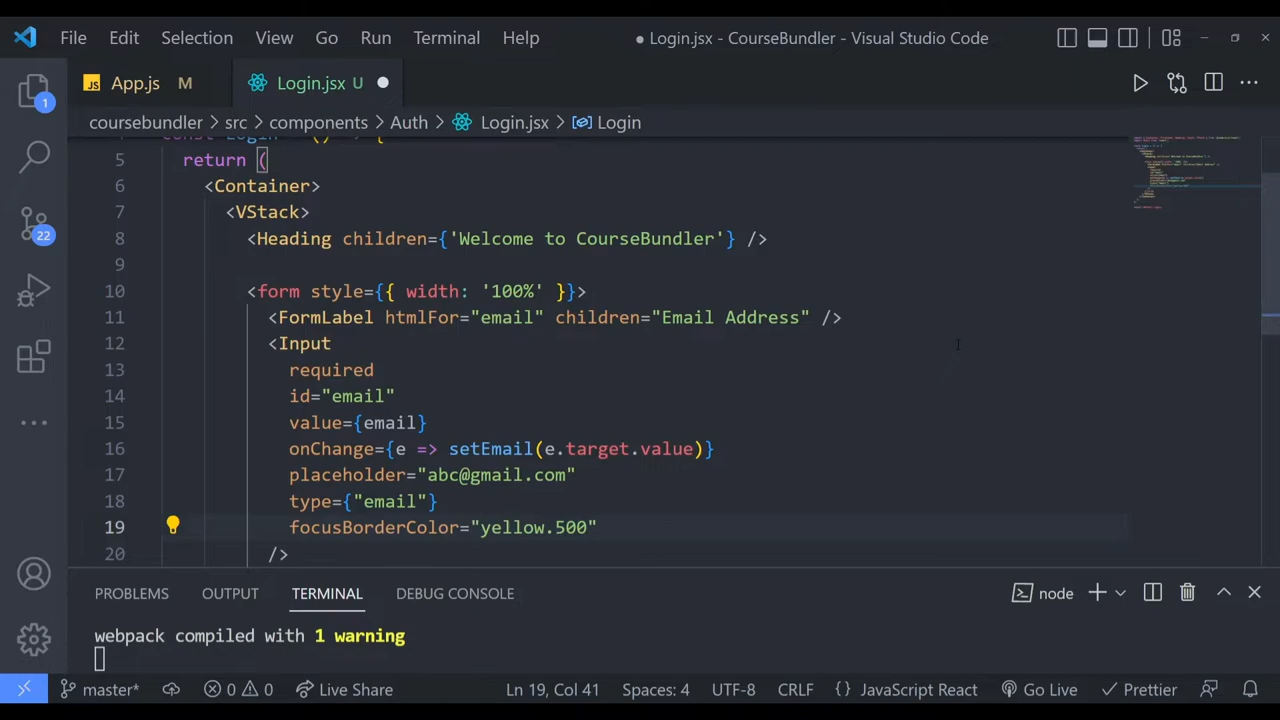 File Edit Selection View Go Run Terminal Help ● Login.jsx - CourseBundler - Visual Studio Code
JS App.js M Login.jsx U
1
coursebundler > src > components > Auth > Login.jsx > Login
5 return (
6 <Container>
7 <VStack>
8 <Heading children={'Welcome to CourseBundler'} />
9
10 <form style={{ width: '100%' }}>
11 <FormLabel htmlFor="email" children="Email Address" />
12 <Input
13 required
14 id="email"
15 value={email}
16 onChange={e => setEmail(e.target.value)}
17 placeholder="abc@gmail.com"
18 type={"email"}
19 focusBorderColor="yellow.500"
20 />
22
PROBLEMS OUTPUT TERMINAL DEBUG CONSOLE node
webpack compiled with 1 warning
master* 0 0 Live Share Ln 19, Col 41 Spaces: 4 UTF-8 CRLF {} JavaScript React Go Live Prettier